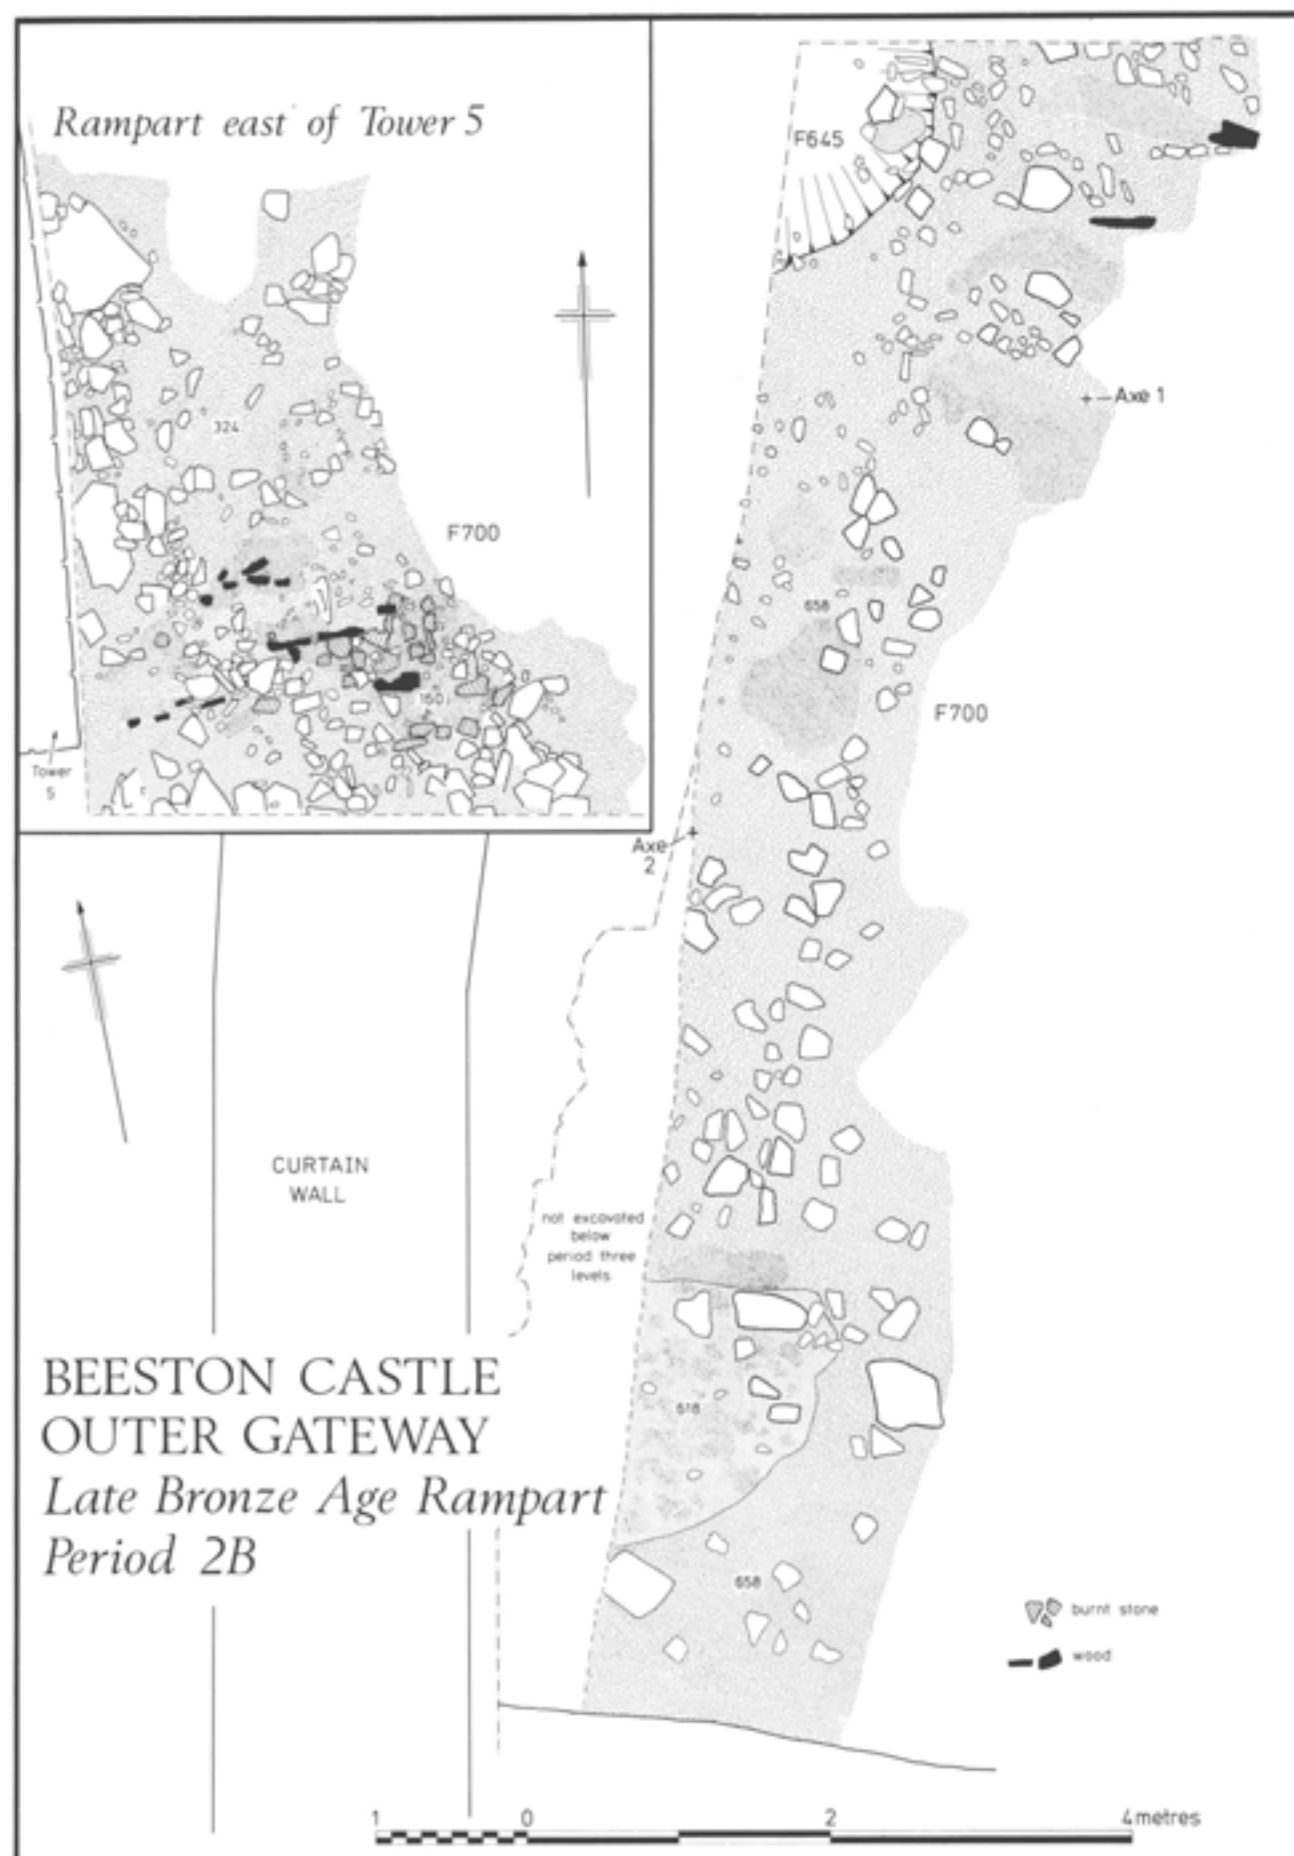 Rampart east of Tower 5
324
F700
160
Tower
5
F645
Axe 1
658
F700
Axe
2
CURTAIN
WALL
not excavated
below
period three
levels
618
658
BEESTON CASTLE
OUTER GATEWAY
Late Bronze Age Rampart
Period 2B
burnt stone
wood
1 0 2 4 metres